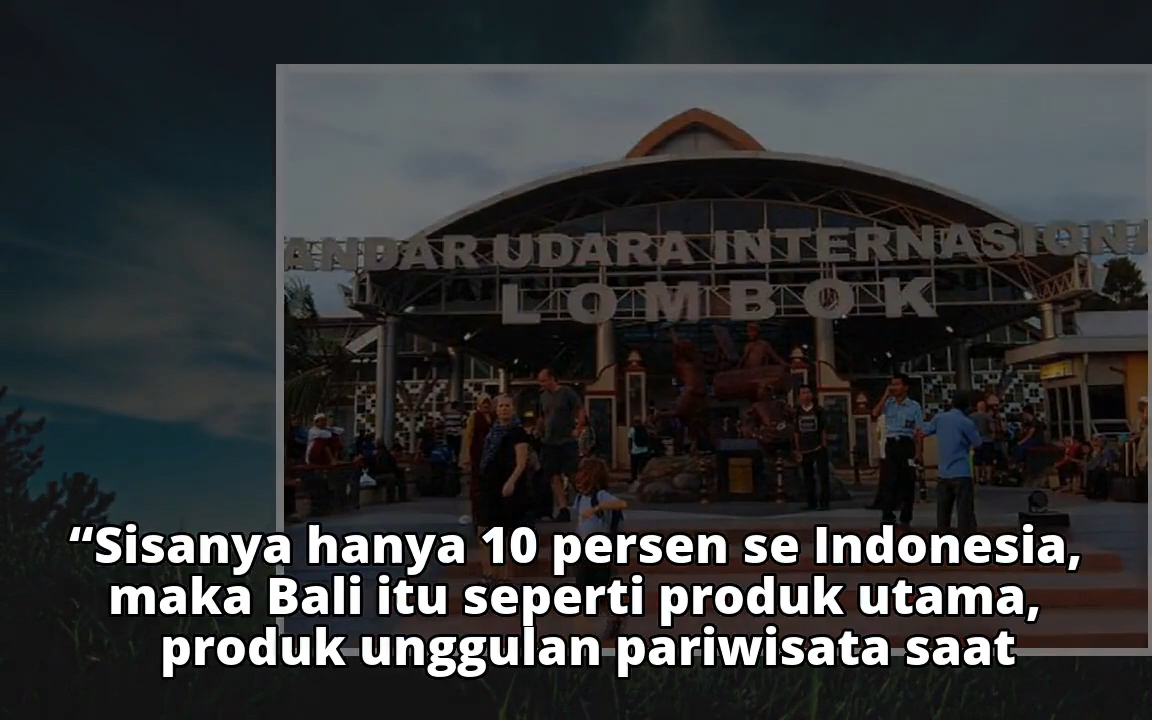 ANDAR UDARA INTERNASIONA
LOMBOK
“Sisanya hanya 10 persen se Indonesia,
maka Bali itu seperti produk utama,
produk unggulan pariwisata saat